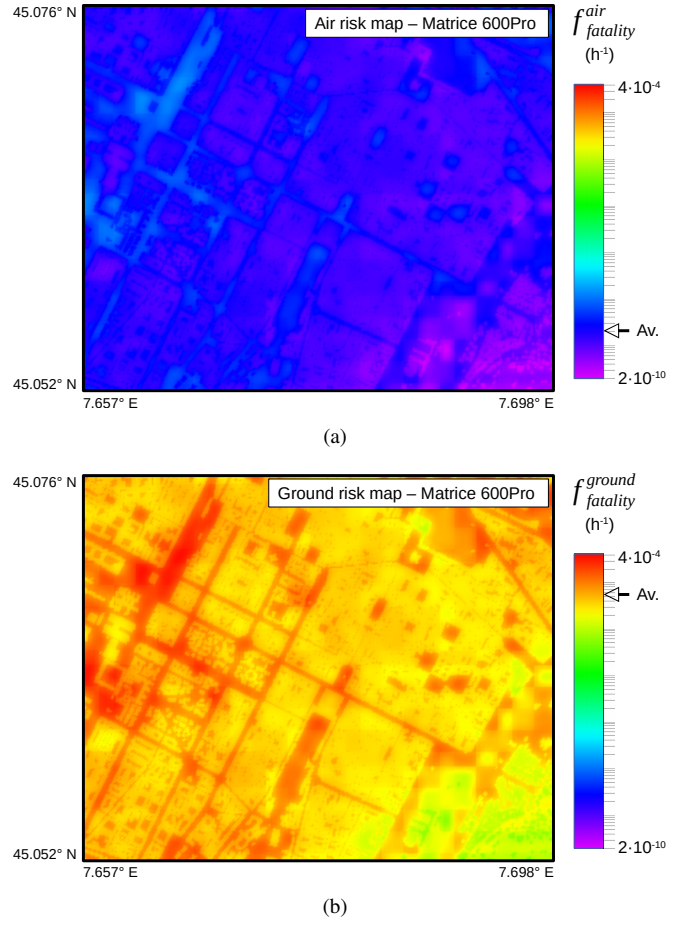 45.076° N
Air risk map – Matrice 600Pro
f air fatality
(h-1)
4·10-4
Av.
2·10-10
45.052° N
7.657° E
7.698° E
(a)
45.076° N
Ground risk map – Matrice 600Pro
f ground fatality
(h-1)
4·10-4
Av.
2·10-10
45.052° N
7.657° E
7.698° E
(b)